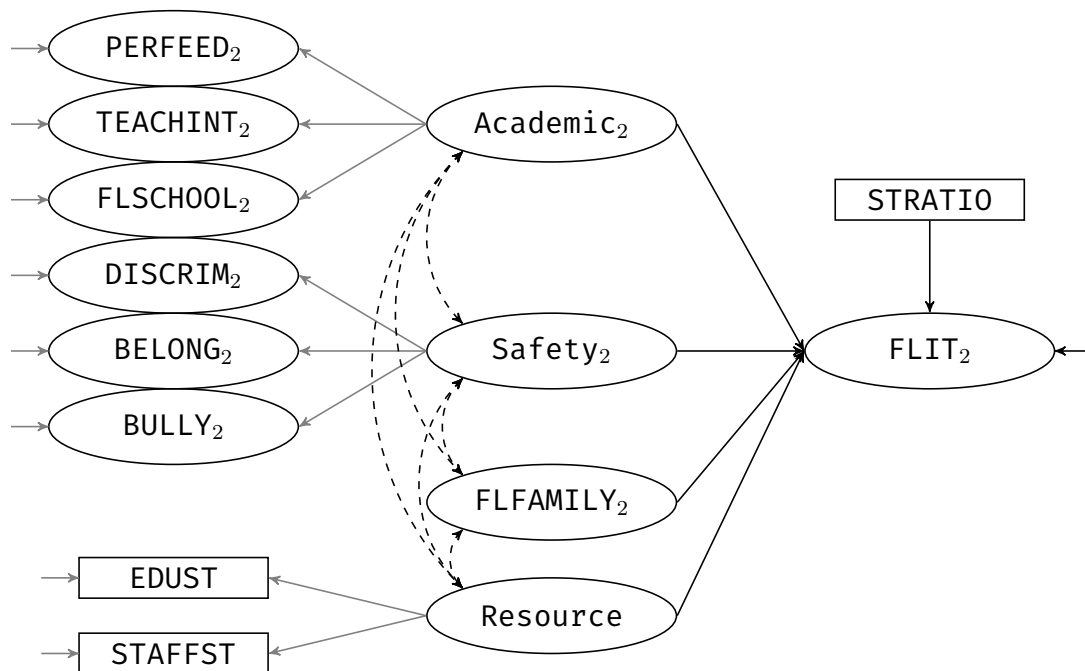 PERFEED₂
TEACHINT₂
FLSCHOOL₂
DISCRIM₂
BELONG₂
BULLY₂
EDUST
STAFFST
Academic₂
Safety₂
FLFAMILY₂
Resource
STRATIO
FLIT₂